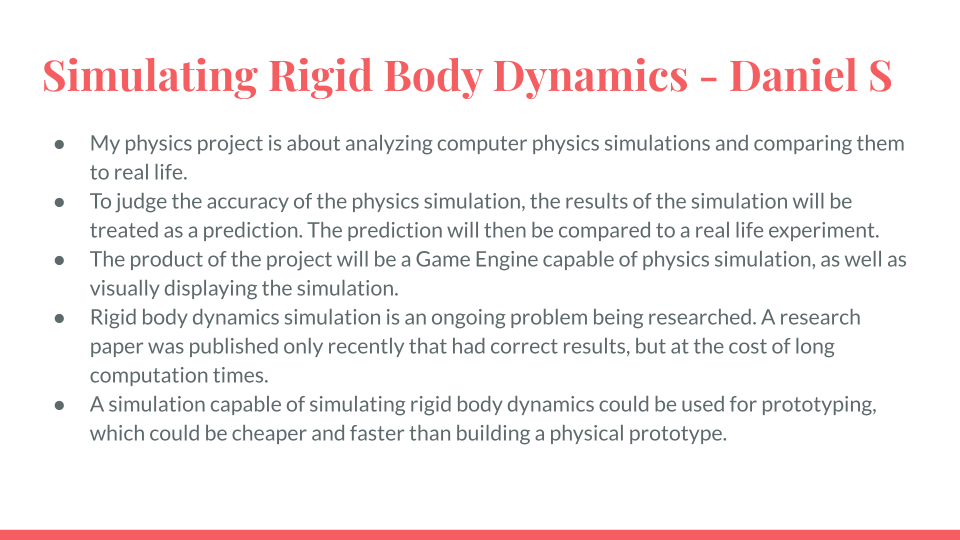 Simulating Rigid Body Dynamics - Daniel S
● My physics project is about analyzing computer physics simulations and comparing them
to real life.
● To judge the accuracy of the physics simulation, the results of the simulation will be
treated as a prediction. The prediction will then be compared to a real life experiment.
● The product of the project will be a Game Engine capable of physics simulation, as well as
visually displaying the simulation.
● Rigid body dynamics simulation is an ongoing problem being researched. A research
paper was published only recently that had correct results, but at the cost of long
computation times.
● A simulation capable of simulating rigid body dynamics could be used for prototyping,
which could be cheaper and faster than building a physical prototype.